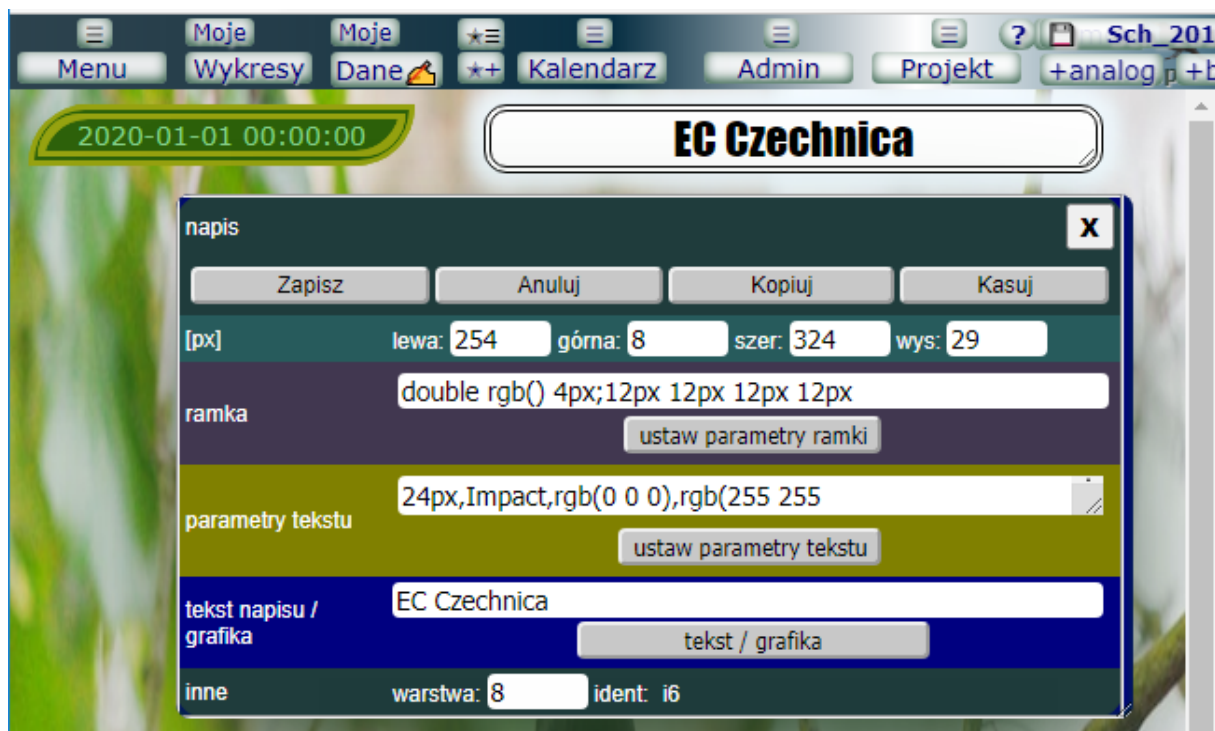 Moje Moje ★☰ ? Sch_201
Menu Wykresy Dane ★+ Kalendarz Admin Projekt +analog +b
2020-01-01 00:00:00
EC Czechnica
napis X
Zapisz Anuluj Kopiuj Kasuj
[px] lewa: 254 górna: 8 szer: 324 wys: 29
ramka
double rgb() 4px;12px 12px 12px 12px
ustaw parametry ramki
parametry tekstu
24px,Impact,rgb(0 0 0),rgb(255 255
ustaw parametry tekstu
tekst napisu /
grafika
EC Czechnica
tekst / grafika
inne warstwa: 8 ident: i6